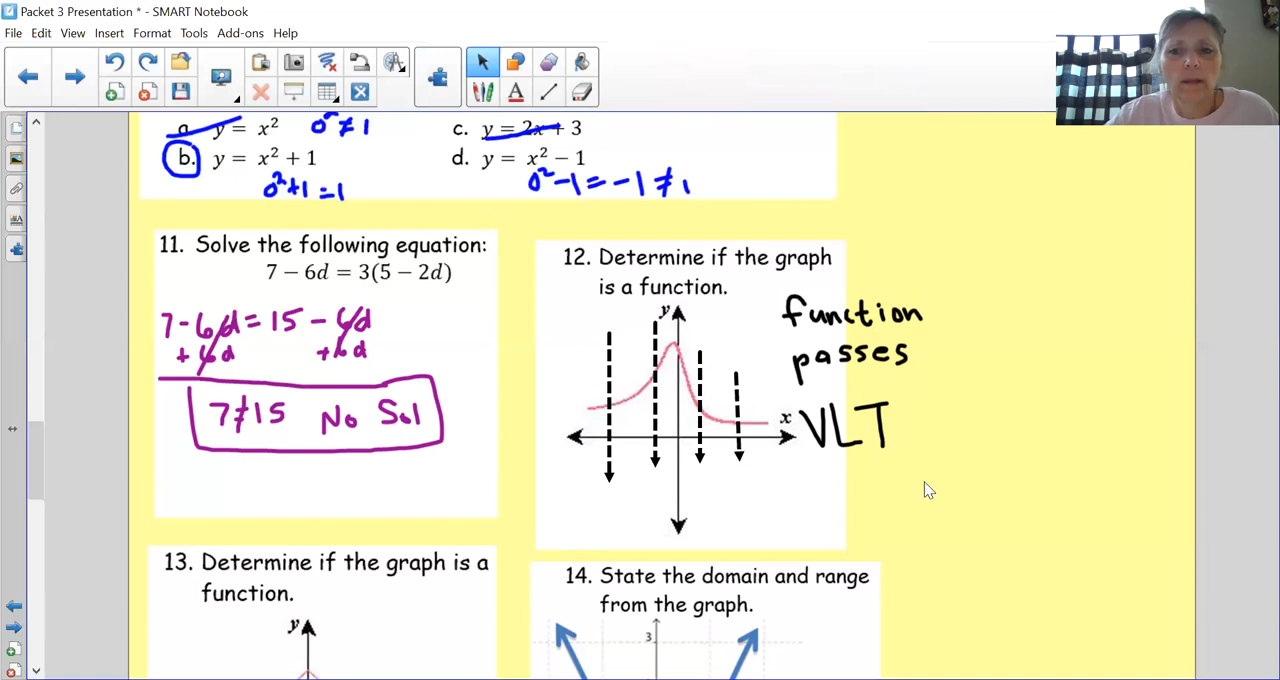 Packet 3 Presentation * - SMART Notebook
File Edit View Insert Format Tools Add-ons Help
a. y = x² 0² ≠ 1
c. y = 2x + 3
b. y = x² + 1
d. y = x² − 1
0²+1=1
0²-1=-1≠1
11. Solve the following equation:
7 − 6d = 3(5 − 2d)
7-6d=15-6d
+6d +6d
7≠15 No Sol
12. Determine if the graph
is a function.
y
x
function
passes
VLT
13. Determine if the graph is a
function.
y
14. State the domain and range
from the graph.
3